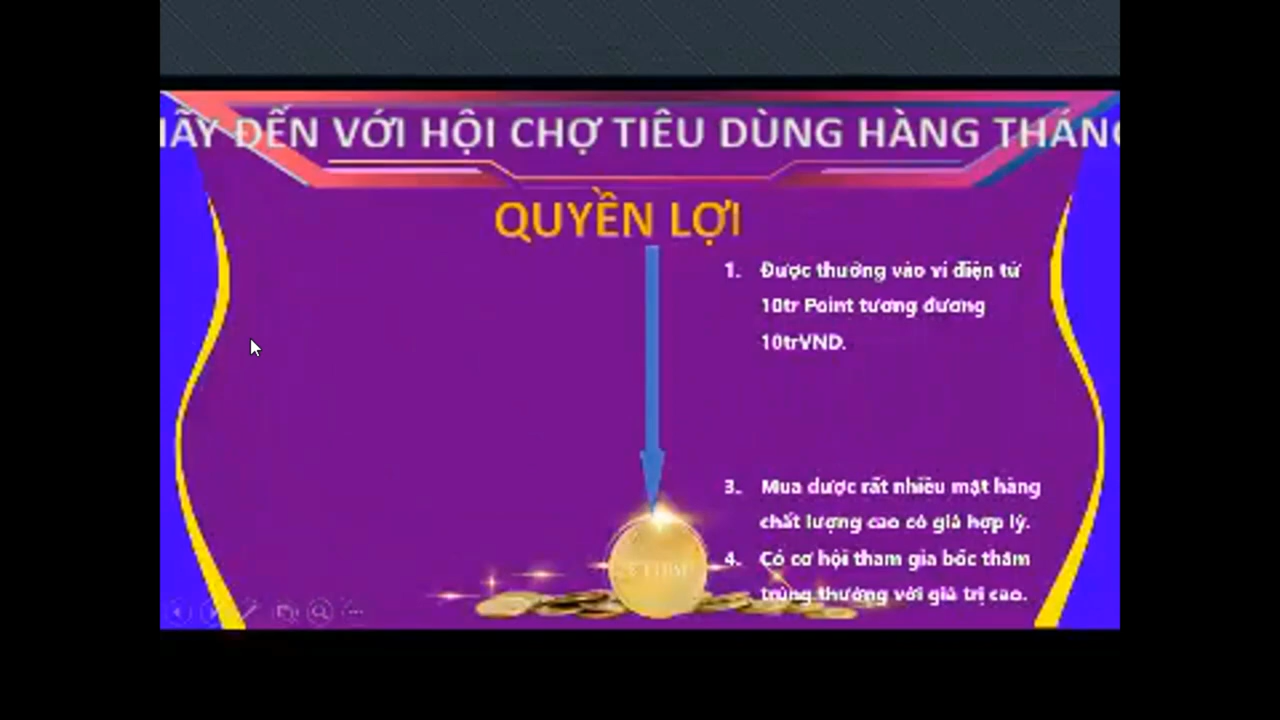 HÃY ĐẾN VỚI HỘI CHỢ TIÊU DÙNG HÀNG THÁNG
QUYỀN LỢI
1. Được thưởng vào ví điện tử
10tr Point tương đương
10trVND.
3. Mua được rất nhiều mặt hàng
chất lượng cao có giá hợp lý.
4. Có cơ hội tham gia bốc thăm
trúng thưởng với giá trị cao.